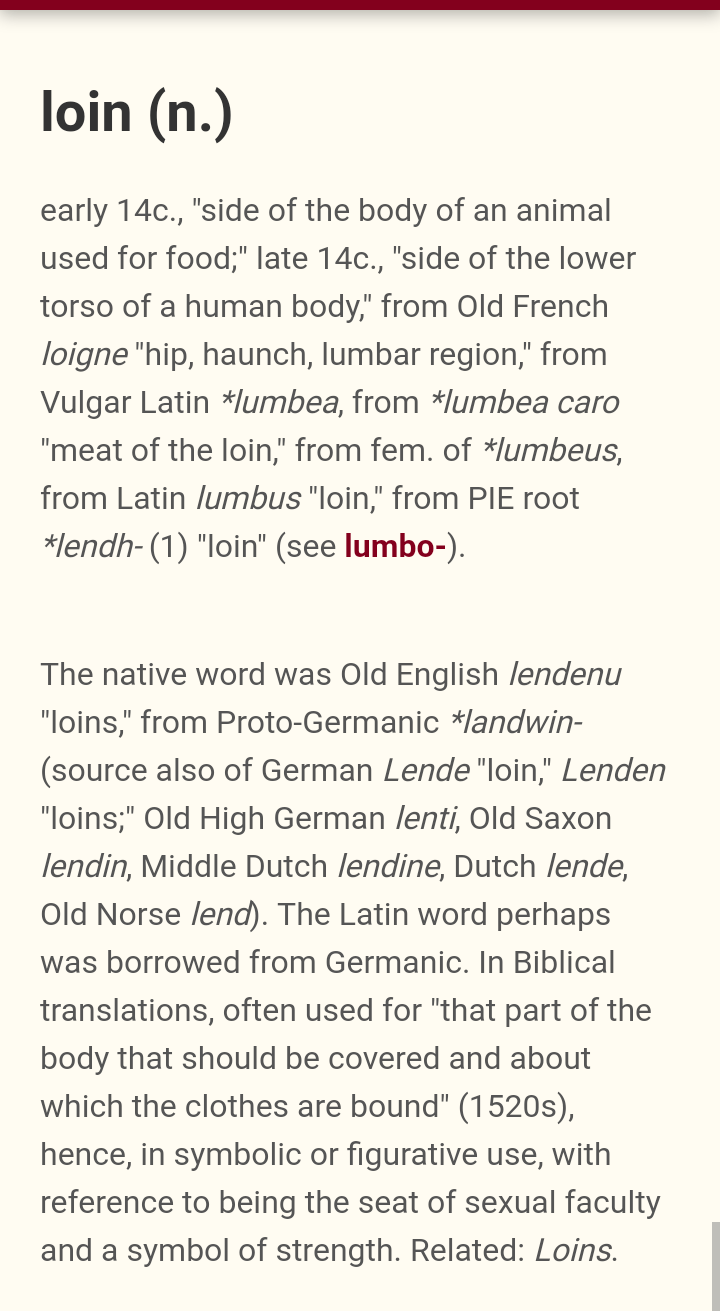 loin (n.)
early 14c., "side of the body of an animal
used for food;" late 14c., "side of the lower
torso of a human body," from Old French
loigne "hip, haunch, lumbar region," from
Vulgar Latin *lumbea, from *lumbea caro
"meat of the loin," from fem. of *lumbeus,
from Latin lumbus "loin," from PIE root
*lendh- (1) "loin" (see lumbo-).
The native word was Old English lendenu
"loins," from Proto-Germanic *landwin-
(source also of German Lende "loin," Lenden
"loins;" Old High German lenti, Old Saxon
lendin, Middle Dutch lendine, Dutch lende,
Old Norse lend). The Latin word perhaps
was borrowed from Germanic. In Biblical
translations, often used for "that part of the
body that should be covered and about
which the clothes are bound" (1520s),
hence, in symbolic or figurative use, with
reference to being the seat of sexual faculty
and a symbol of strength. Related: Loins.